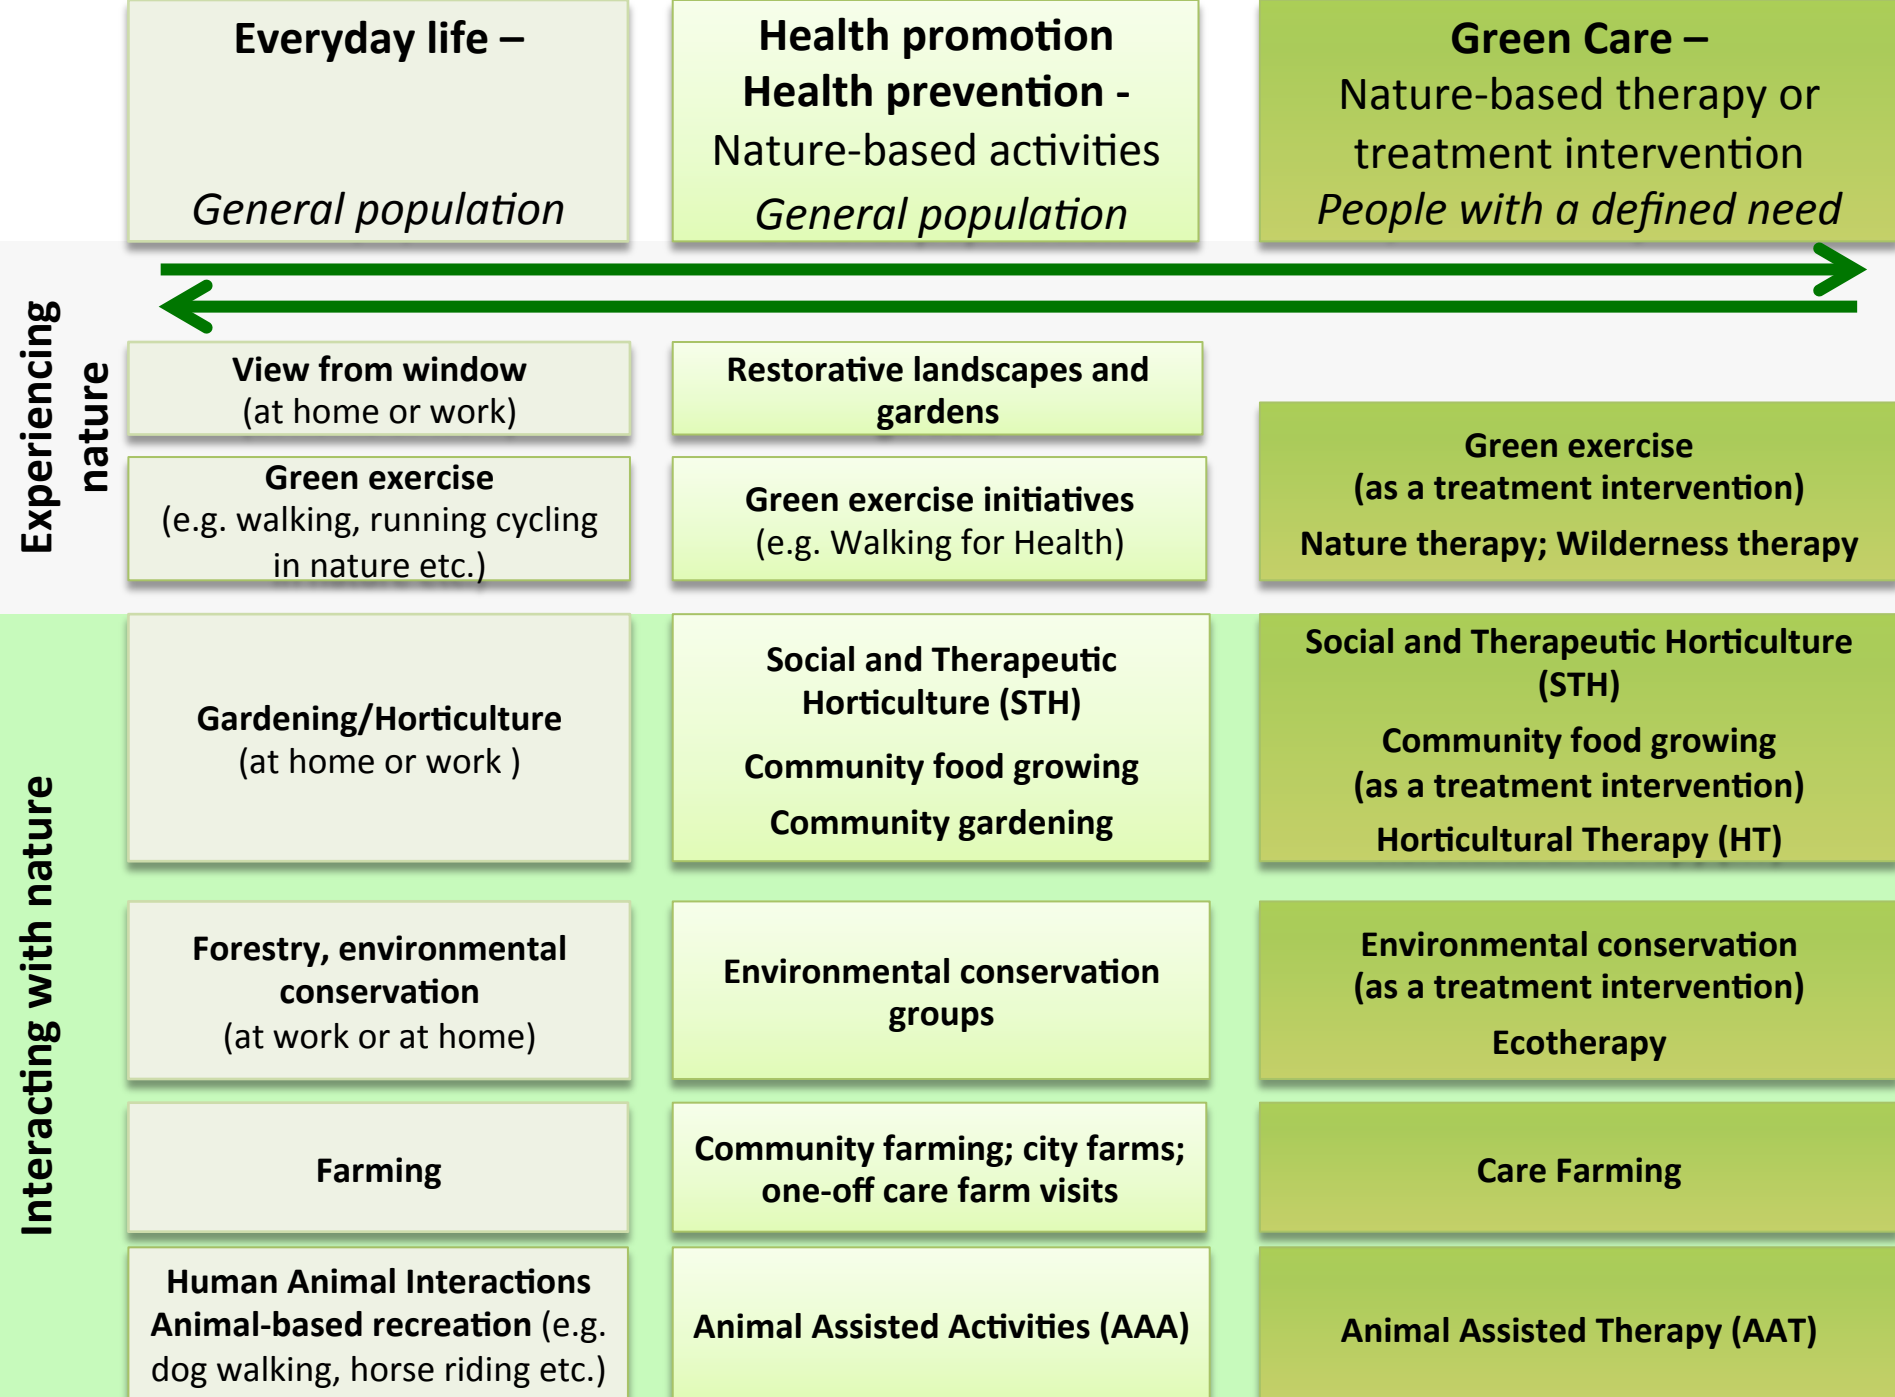 Everyday life –
General population
Health promotion
Health prevention -
Nature-based activities
General population
Green Care –
Nature-based therapy or
treatment intervention
People with a defined need
Experiencing
nature
View from window
(at home or work)
Restorative landscapes and
gardens
Green exercise
(e.g. walking, running cycling
in nature etc.)
Green exercise initiatives
(e.g. Walking for Health)
Green exercise
(as a treatment intervention)
Nature therapy; Wilderness therapy
Interacting with nature
Gardening/Horticulture
(at home or work )
Social and Therapeutic
Horticulture (STH)
Community food growing
Community gardening
Social and Therapeutic Horticulture
(STH)
Community food growing
(as a treatment intervention)
Horticultural Therapy (HT)
Forestry, environmental
conservation
(at work or at home)
Environmental conservation
groups
Environmental conservation
(as a treatment intervention)
Ecotherapy
Farming
Community farming; city farms;
one-off care farm visits
Care Farming
Human Animal Interactions
Animal-based recreation (e.g.
dog walking, horse riding etc.)
Animal Assisted Activities (AAA)
Animal Assisted Therapy (AAT)